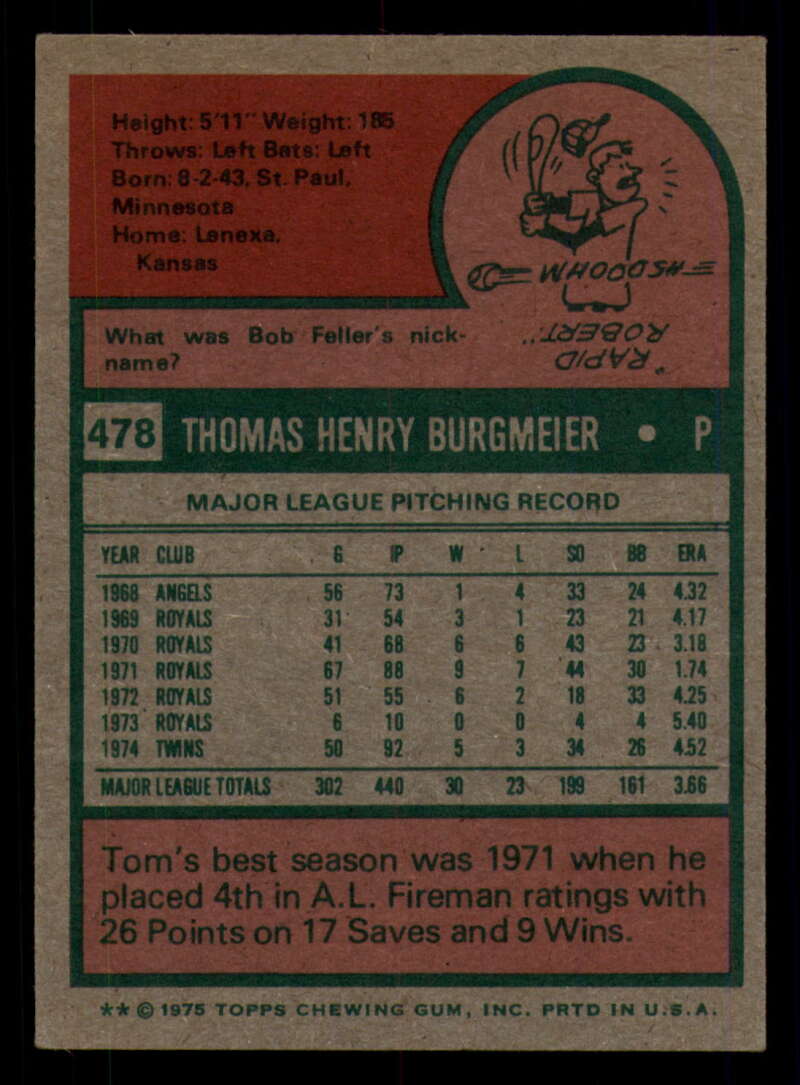 Height: 5'11" Weight: 185
Throws: Left Bats: Left
Born: 8-2-43, St. Paul,
Minnesota
Home: Lenexa,
Kansas
WHOOOSH
What was Bob Feller's nick-
name?
"RAPID
ROBERT"..
478 THOMAS HENRY BURGMEIER • P
MAJOR LEAGUE PITCHING RECORD
YEAR CLUB G IP W L SO BB ERA
1968 ANGELS 56 73 1 4 33 24 4.32
1969 ROYALS 31 54 3 1 23 21 4.17
1970 ROYALS 41 68 6 6 43 23 3.18
1971 ROYALS 67 88 9 7 44 30 1.74
1972 ROYALS 51 55 6 2 18 33 4.25
1973 ROYALS 6 10 0 0 4 4 5.40
1974 TWINS 50 92 5 3 34 26 4.52
MAJOR LEAGUE TOTALS 302 440 30 23 199 161 3.66
Tom's best season was 1971 when he
placed 4th in A.L. Fireman ratings with
26 Points on 17 Saves and 9 Wins.
** © 1975 TOPPS CHEWING GUM, INC. PRTD IN U.S.A.